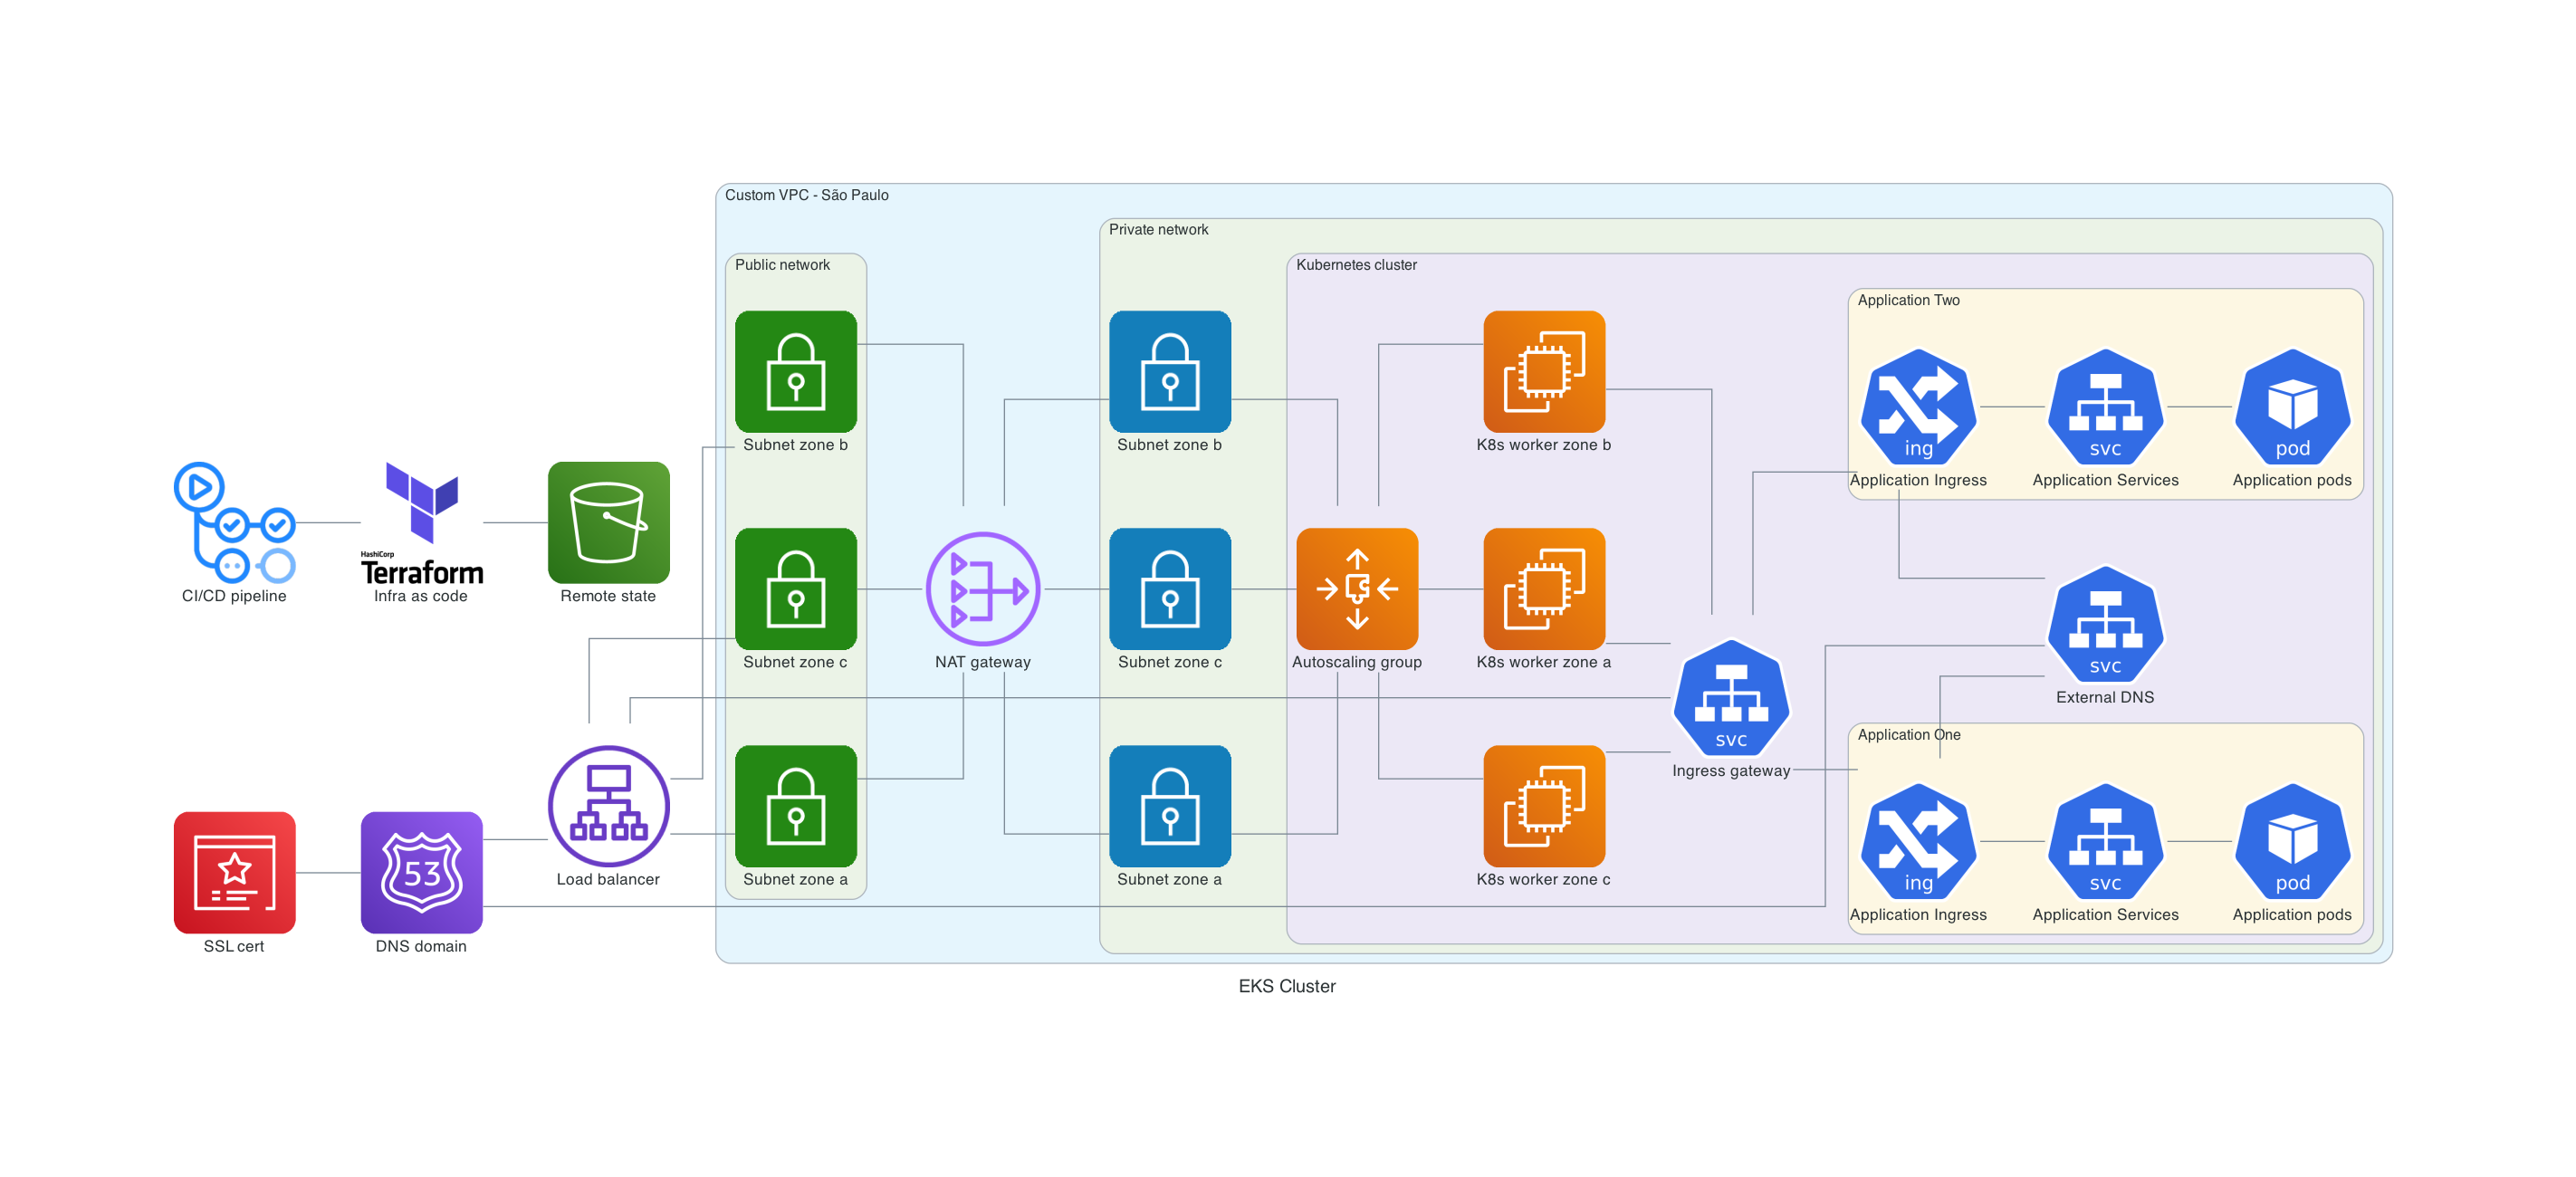 Custom VPC - São Paulo
Private network
Public network
Kubernetes cluster
Application Two
Subnet zone b
Subnet zone b
K8s worker zone b
ing
svc
pod
Application Ingress
Application Services
Application pods
HashiCorp
Terraform
CI/CD pipeline
Infra as code
Remote state
Subnet zone c
NAT gateway
Subnet zone c
Autoscaling group
K8s worker zone a
svc
External DNS
svc
Ingress gateway
Application One
53
Load balancer
Subnet zone a
Subnet zone a
K8s worker zone c
ing
svc
pod
Application Ingress
Application Services
Application pods
SSL cert
DNS domain
EKS Cluster